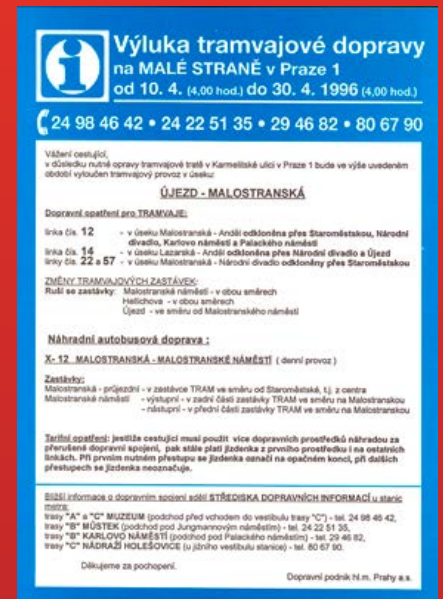 Výluka tramvajové dopravy
na MALÉ STRANĚ v Praze 1
od 10. 4. (4,00 hod.) do 30. 4. 1996 (4,00 hod.)
24 98 46 42 • 24 22 51 35 • 29 46 82 • 80 67 90
Vážení cestující,
v důsledku nutné opravy tramvajové tratě v Karmelitské ulici v Praze 1 bude ve výše uvedeném
období vyloučen tramvajový provoz v úseku:
ÚJEZD - MALOSTRANSKÁ
Dopravní opatření pro TRAMVAJE:
linka čís. 12 - v úseku Malostranská - Anděl odkloněna přes Staroměstskou, Národní
divadlo, Karlovo náměstí a Palackého náměstí
linka čís. 14 - v úseku Lazarská - Anděl odkloněna přes Národní divadlo a Újezd
linky čís. 22 a 57 - v úseku Malostranská - Národní divadlo odkloněny přes Staroměstskou
ZMĚNY TRAMVAJOVÝCH ZASTÁVEK:
Ruší se zastávky: Malostranské náměstí - v obou směrech
Hellichova - v obou směrech
Újezd - ve směru od Malostranského náměstí
Náhradní autobusová doprava :
X- 12 MALOSTRANSKÁ - MALOSTRANSKÉ NÁMĚSTÍ ( denní provoz )
Zastávky:
Malostranská - průjezdní - v zastávce TRAM ve směru od Staroměstské, t.j. z centra
Malostranské náměstí - výstupní - v zadní části zastávky TRAM ve směru na Malostranskou
- nástupní - v přední části zastávky TRAM ve směru na Malostranskou
Tarifní opatření: jestliže cestující musí použít více dopravních prostředků náhradou za
přerušené dopravní spojení, pak stále platí jízdenka z prvního prostředku i na ostatních
linkách. Při prvním nutném přestupu se jízdenka označí na opačném konci, při dalších
přestupech se jízdenka neoznačuje.
Bližší informace o dopravním spojení sdělí STŘEDISKA DOPRAVNÍCH INFORMACÍ u stanic
metra:
trasy "A" a "C" MUZEUM (podchod před vchodem do vestibulu trasy "C") - tel. 24 98 46 42,
trasy "B" MŮSTEK (podchod pod Jungmannovým náměstím) - tel. 24 22 51 35,
trasy "B" KARLOVO NÁMĚSTÍ (podchod pod Palackého náměstím) - tel. 29 46 82,
trasy "C" NÁDRAŽÍ HOLEŠOVICE (u jižního vestibulu stanice) - tel. 80 67 90.
Děkujeme za pochopení.
Dopravní podnik hl.m. Prahy a.s.